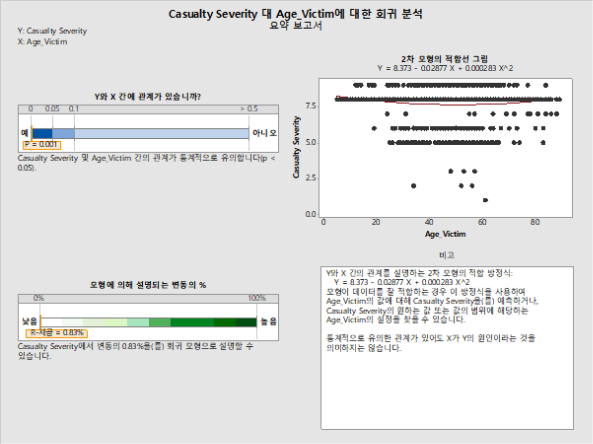 Casualty Severity 대 Age_Victim에 대한 회귀 분석
요약 보고서
Y: Casualty Severity
X: Age_Victim
Y와 X 간에 관계가 있습니까?
0 0.05 0.1 > 0.5
예 아니오
P = 0.001
Casualty Severity 및 Age_Victim 간의 관계가 통계적으로 유의합니다(p <
0.05).
모형에 의해 설명되는 변동의 %
0% 100%
낮음 높음
R-제곱 = 0.83%
Casualty Severity에서 변동의 0.83%을(를) 회귀 모형으로 설명할 수
있습니다.
2차 모형의 적합선 그림
Y = 8.373 - 0.02877 X + 0.000283 X^2
7.5
5.0
2.5
0.0
Casualty Severity
0 20 40 60 80
Age_Victim
비고
Y와 X 간의 관계를 설명하는 2차 모형의 적합 방정식:
Y = 8.373 - 0.02877 X + 0.000283 X^2
모형이 데이터를 잘 적합하는 경우 이 방정식을 사용하여
Age_Victim의 값에 대해 Casualty Severity을(를) 예측하거나,
Casualty Severity의 원하는 값 또는 값의 범위에 해당하는
Age_Victim의 설정을 찾을 수 있습니다.
통계적으로 유의한 관계가 있어도 X가 Y의 원인이라는 것을
의미하지는 않습니다.